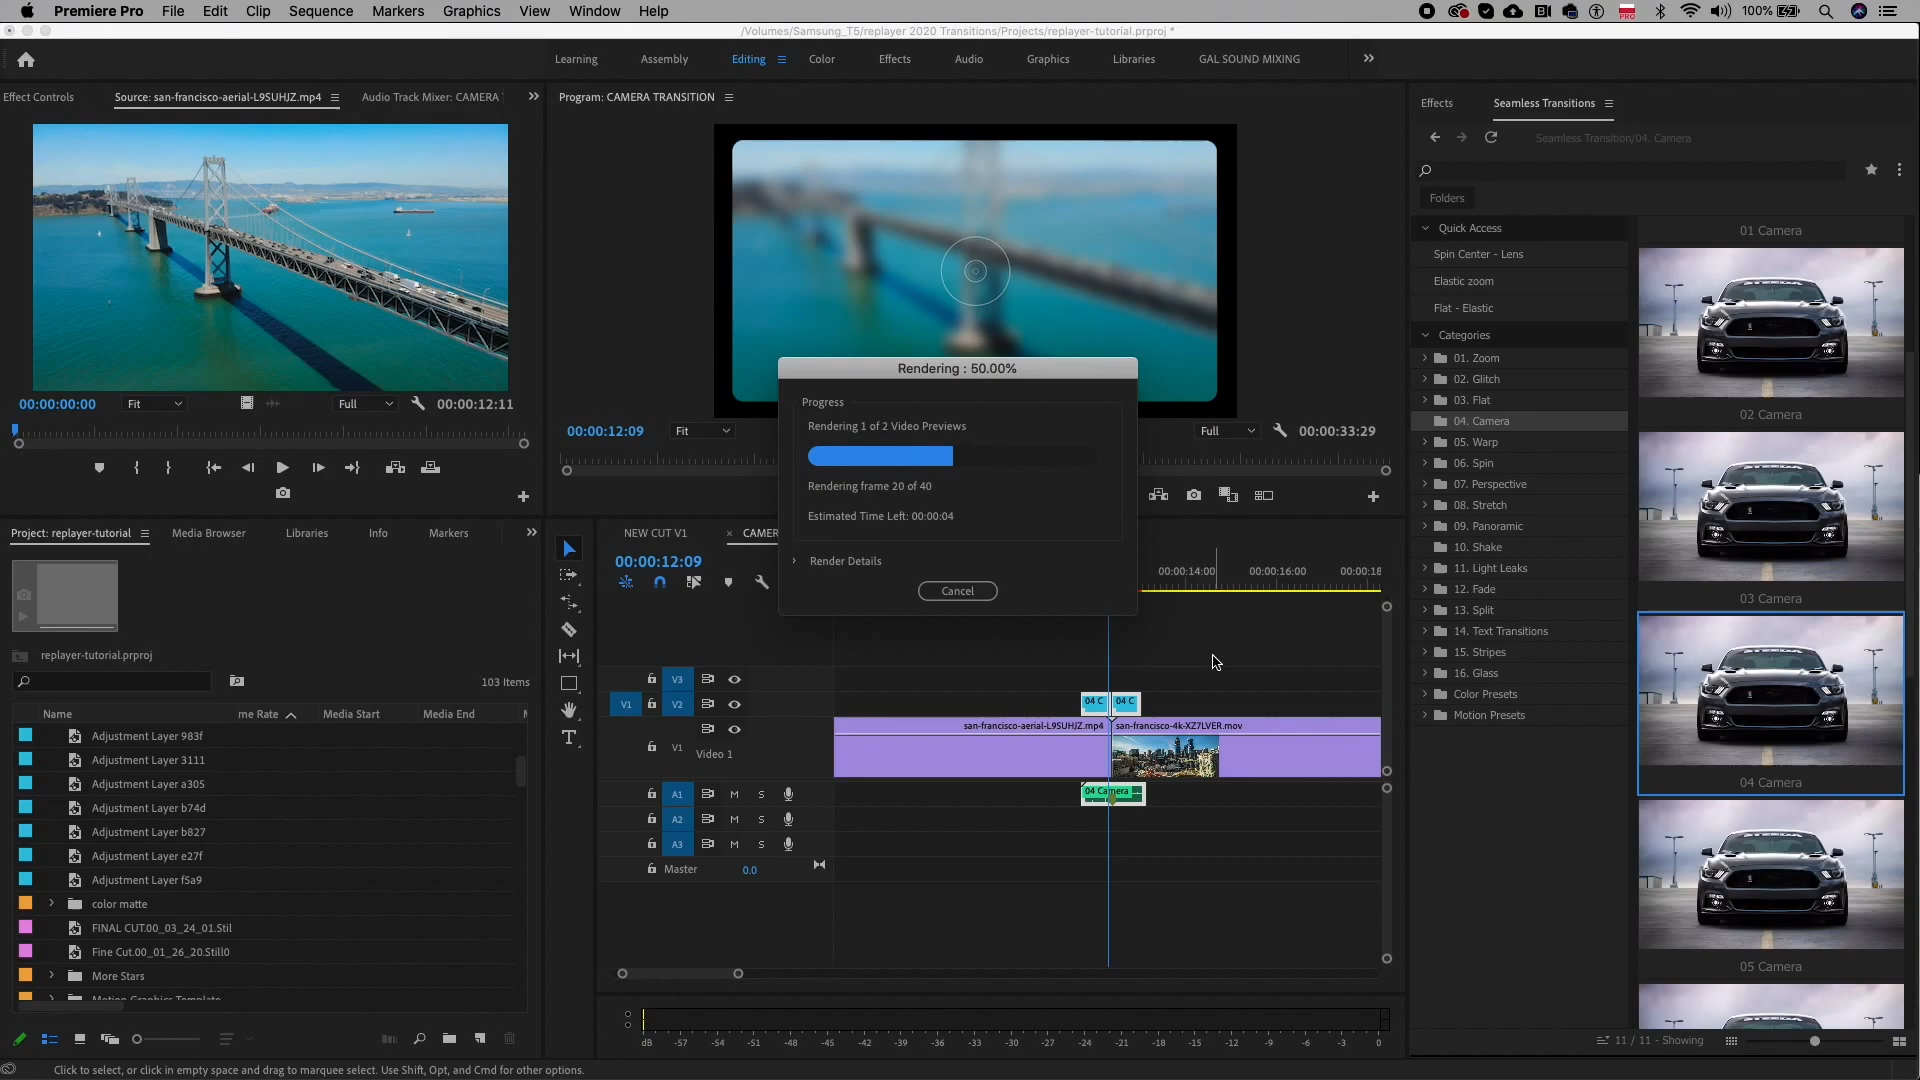 Premiere Pro File Edit Clip Sequence Markers Graphics View Window Help 100%
/Volumes/Samsung_T5/replayer 2020 Transitions/Projects/replayer-tutorial.prproj *
Learning Assembly Editing Color Effects Audio Graphics Libraries GAL SOUND MIXING
Effect Controls Source: san-francisco-aerial-L9SUHJZ.mp4 Audio Track Mixer: CAMERA
Program: CAMERA TRANSITION
Effects Seamless Transitions
Seamless Transition/04. Camera
Folders
Quick Access
Spin Center - Lens
Elastic zoom
Flat - Elastic
Categories
01. Zoom
02. Glitch
03. Flat
04. Camera
05. Warp
06. Spin
07. Perspective
08. Stretch
09. Panoramic
10. Shake
11. Light Leaks
12. Fade
13. Split
14. Text Transitions
15. Stripes
16. Glass
Color Presets
Motion Presets
01 Camera
STEEDA
02 Camera
STEEDA
03 Camera
STEEDA
04 Camera
STEEDA
05 Camera
11 / 11 - Showing
00:00:00:00 Fit Full 00:00:12:11
00:00:12:09 Fit Full 00:00:33:29
Rendering : 50.00%
Progress
Rendering 1 of 2 Video Previews
Rendering frame 20 of 40
Estimated Time Left: 00:00:04
Render Details
Cancel
Project: replayer-tutorial Media Browser Libraries Info Markers
replayer-tutorial.prproj
103 Items
Name me Rate Media Start Media End
Adjustment Layer 983f
Adjustment Layer 3111
Adjustment Layer a305
Adjustment Layer b74d
Adjustment Layer b827
Adjustment Layer e27f
Adjustment Layer f5a9
color matte
FINAL CUT.00_03_24_01.Stil
Fine Cut.00_01_26_20.Still0
More Stars
Motion Graphics Template
NEW CUT V1 × CAMER
00:00:12:09
00:00:14:00 00:00:16:00 00:00:18
V3
V1 V2 04 C 04 C
san-francisco-aerial-L9SUHJZ.mp4 san-francisco-4k-XZ7LVER.mov
V1 Video 1
A1 M S 04 Camera
A2 M S
A3 M S
Master 0.0
dB -57 -54 -51 -48 -45 -42 -39 -36 -33 -30 -27 -24 -21 -18 -15 -12 -9 -6 -3 0
Click to select, or click in empty space and drag to marquee select. Use Shift, Opt, and Cmd for other options.